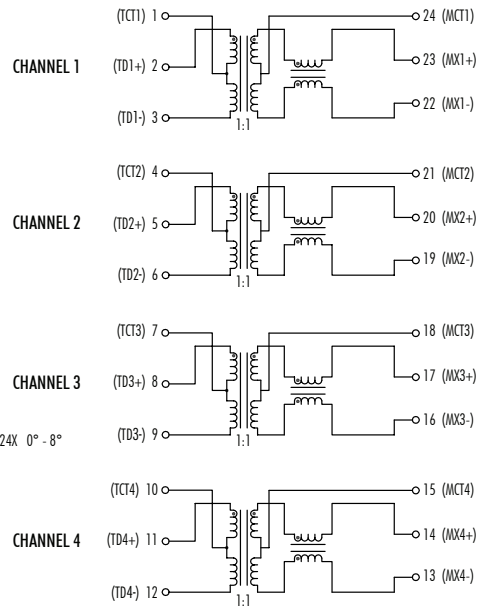 (TCT1) 1 24 (MCT1)
CHANNEL 1 (TD1+) 2 23 (MX1+)
22 (MX1-)
(TD1-) 3
1:1
(TCT2) 4 21 (MCT2)
CHANNEL 2 (TD2+) 5 20 (MX2+)
19 (MX2-)
(TD2-) 6
1:1
(TCT3) 7 18 (MCT3)
CHANNEL 3 (TD3+) 8 17 (MX3+)
16 (MX3-)
24X 0° - 8° (TD3-) 9
1:1
(TCT4) 10 15 (MCT4)
CHANNEL 4 (TD4+) 11 14 (MX4+)
13 (MX4-)
(TD4-) 12
1:1